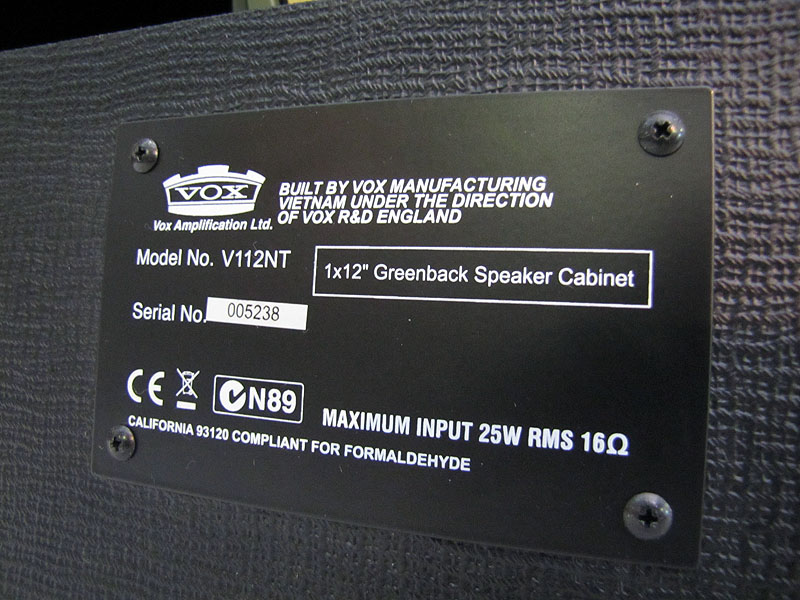 VOX
Vox Amplification Ltd.
BUILT BY VOX MANUFACTURING
VIETNAM UNDER THE DIRECTION
OF VOX R&D ENGLAND
Model No. V112NT
1x12" Greenback Speaker Cabinet
Serial No. 005238
CE N89
MAXIMUM INPUT 25W RMS 16Ω
CALIFORNIA 93120 COMPLIANT FOR FORMALDEHYDE